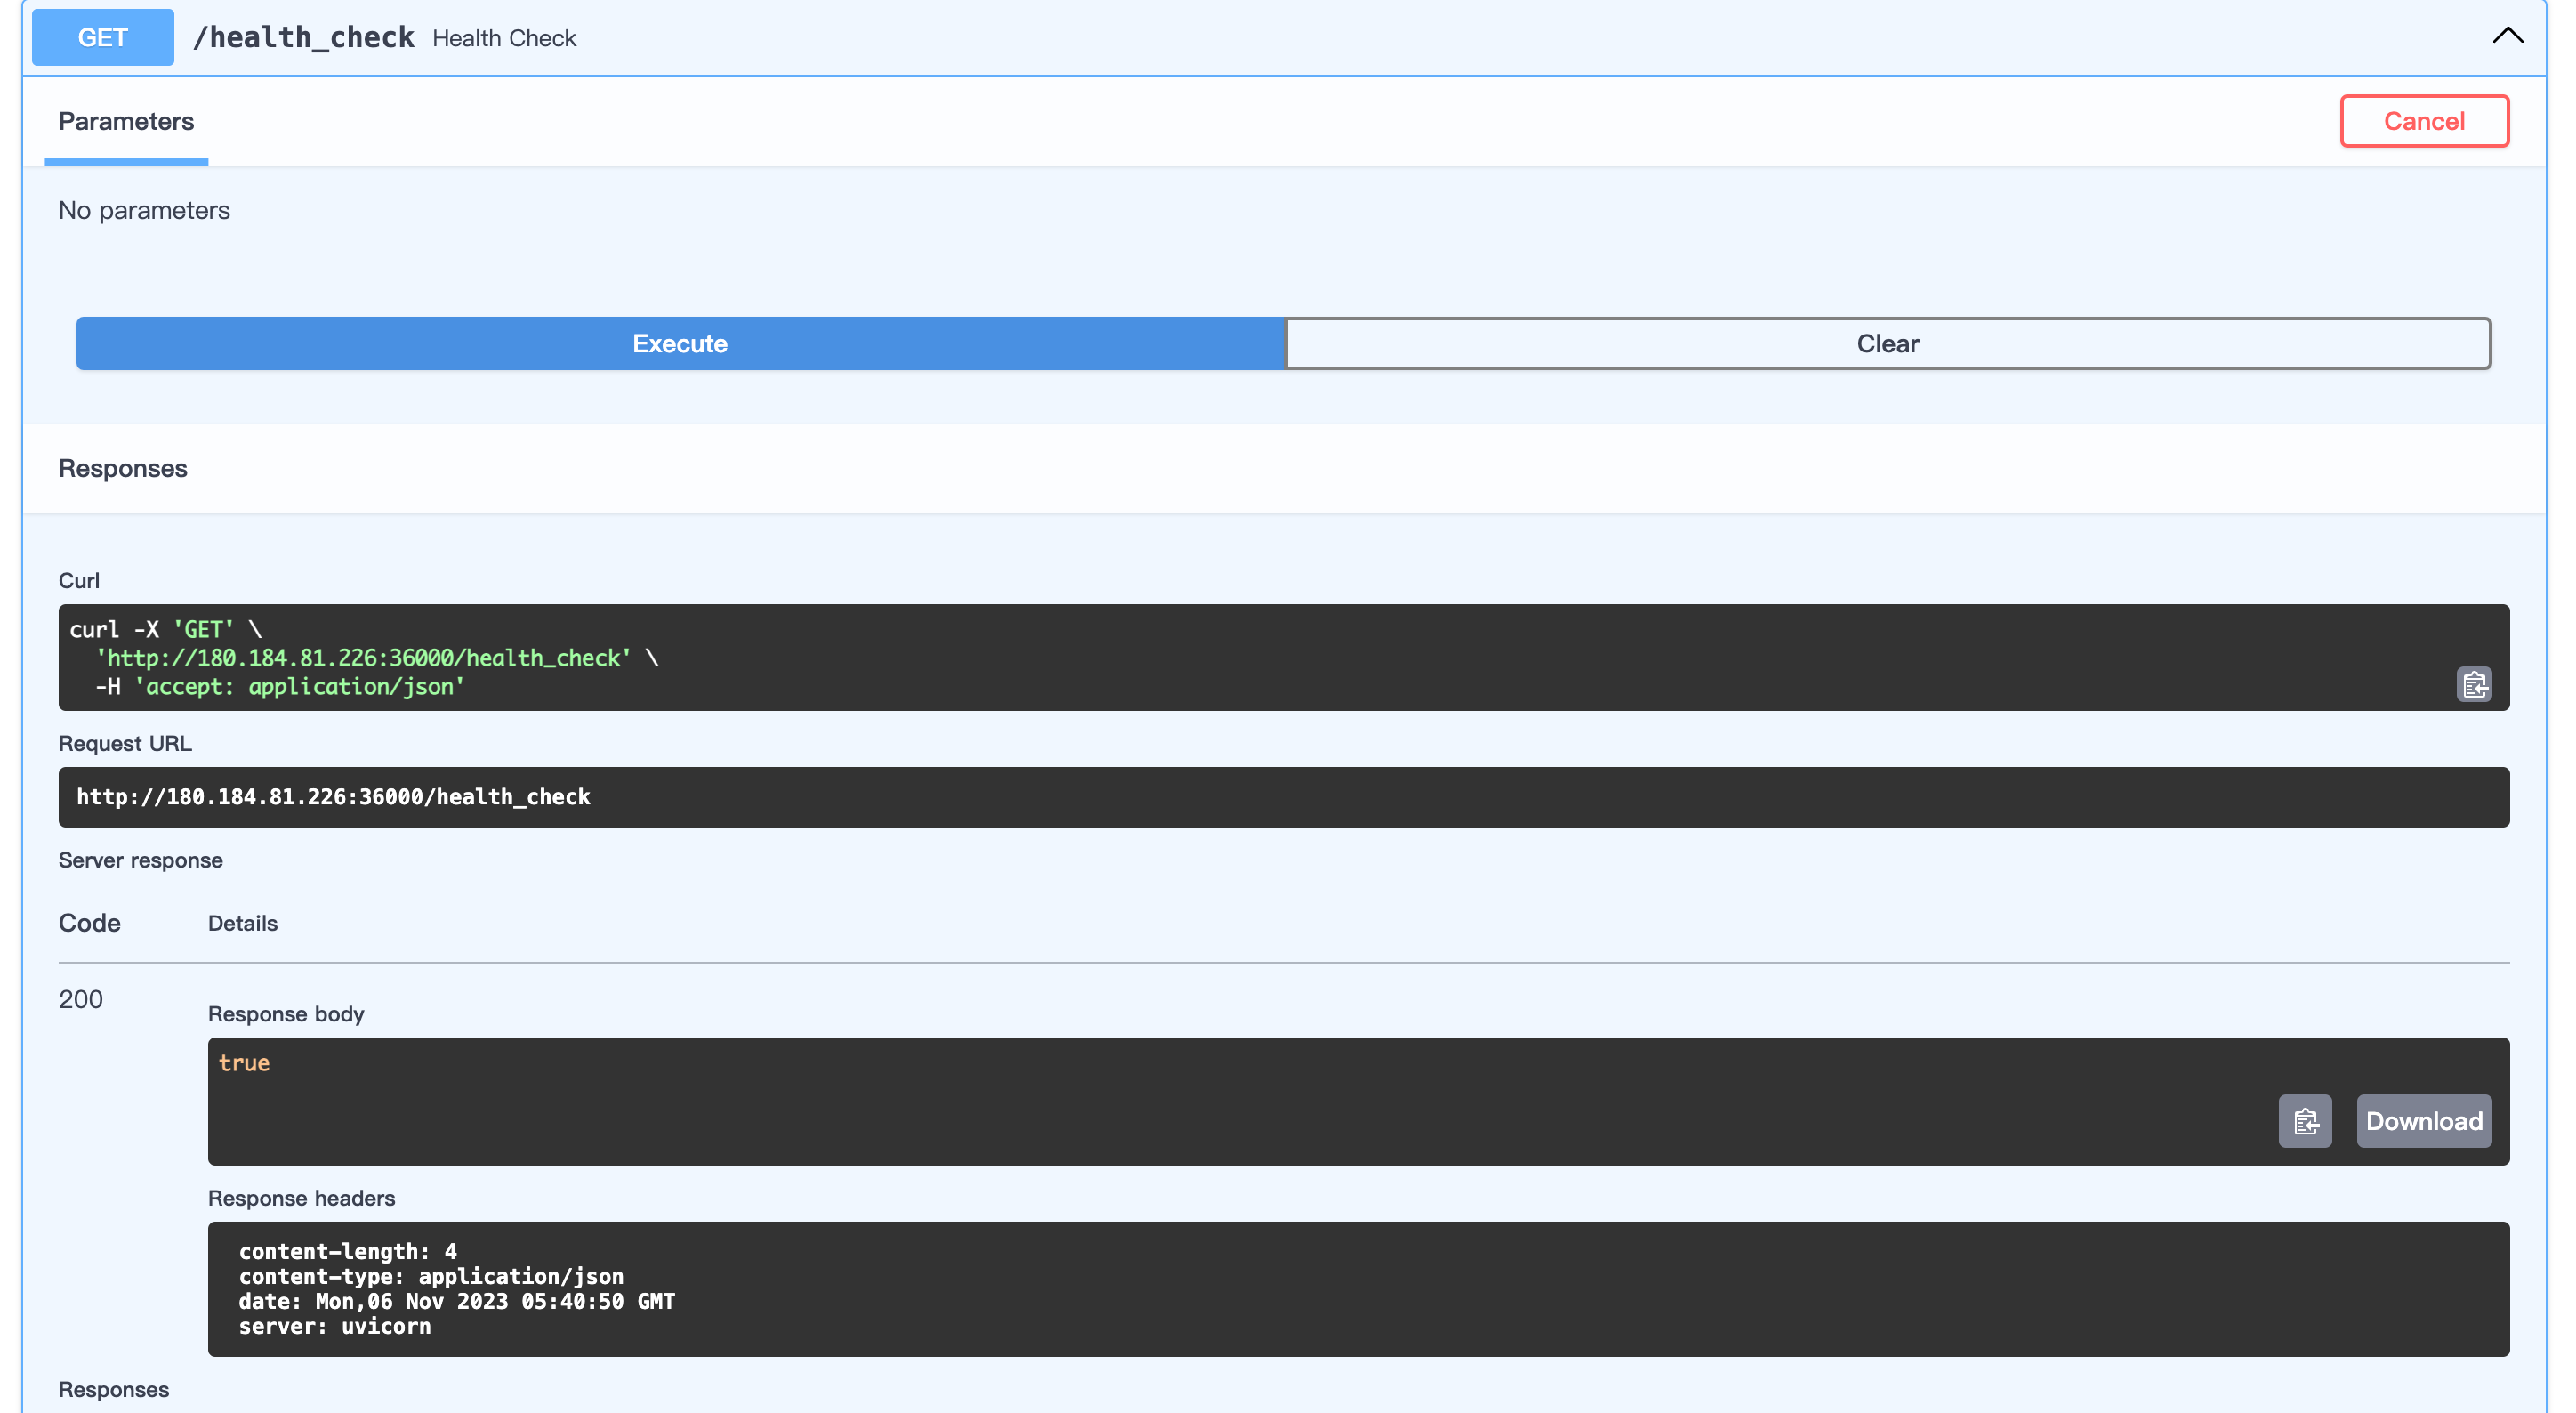 GET /health_check Health Check
Parameters
Cancel
No parameters
Execute
Clear
Responses
Curl
curl -X 'GET' \
'http://180.184.81.226:36000/health_check' \
-H 'accept: application/json'
Request URL
http://180.184.81.226:36000/health_check
Server response
Code Details
200
Response body
true
Download
Response headers
content-length: 4
content-type: application/json
date: Mon,06 Nov 2023 05:40:50 GMT
server: uvicorn
Responses